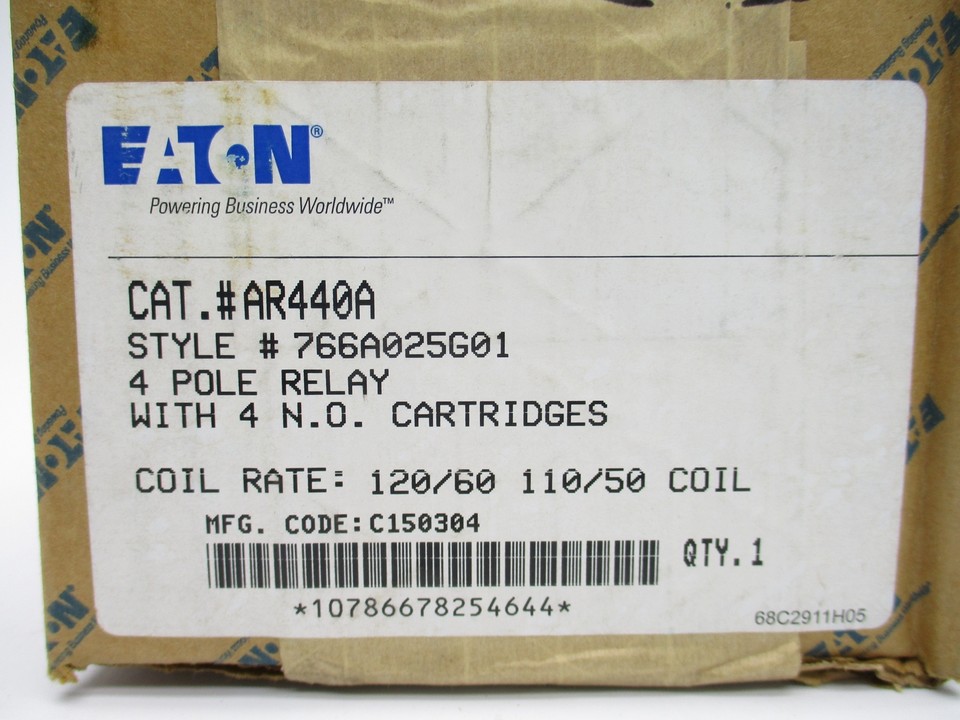 EATON®
Powering Business Worldwide™
CAT.#AR440A
STYLE # 766A025G01
4 POLE RELAY
WITH 4 N.O. CARTRIDGES
COIL RATE: 120/60 110/50 COIL
MFG. CODE:C150304
QTY.1
*10786678254644*
68C2911H05